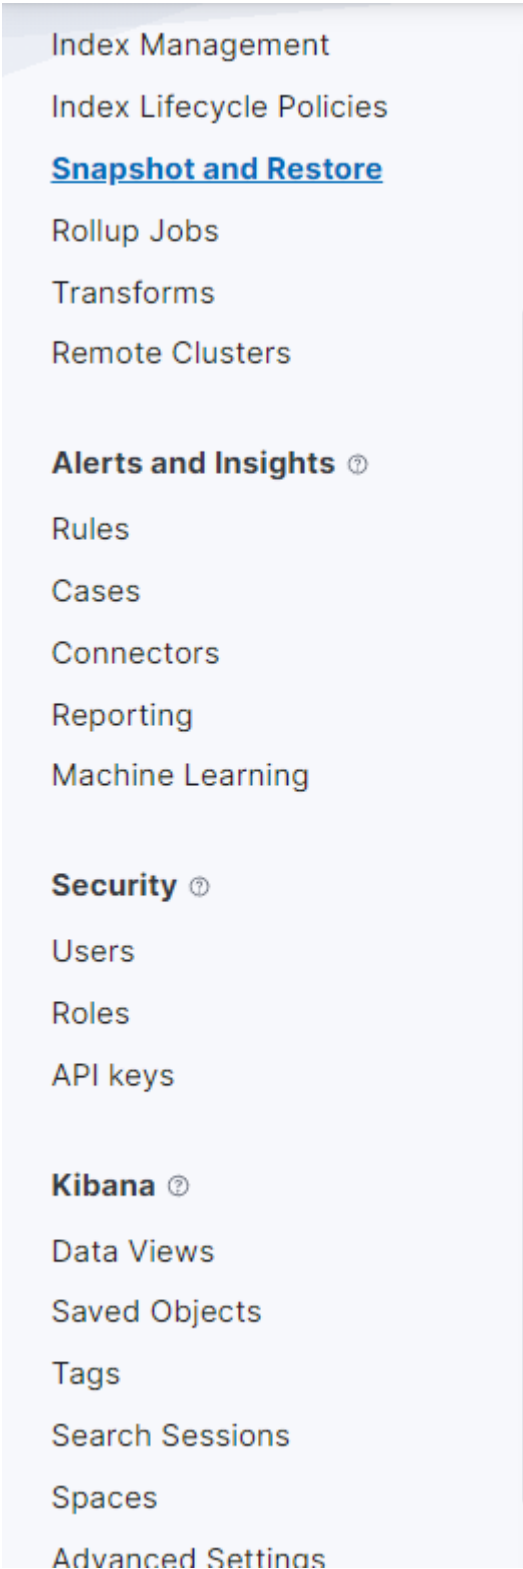 Index Management
Index Lifecycle Policies
Snapshot and Restore
Rollup Jobs
Transforms
Remote Clusters
Alerts and Insights
Rules
Cases
Connectors
Reporting
Machine Learning
Security
Users
Roles
API keys
Kibana
Data Views
Saved Objects
Tags
Search Sessions
Spaces
Advanced Settings